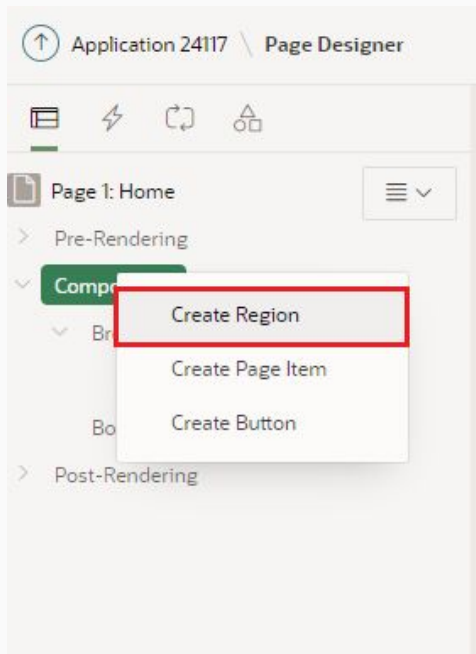 Application 24117 \ Page Designer
Page 1: Home
Pre-Rendering
Create Region
Create Page Item
Create Button
Post-Rendering